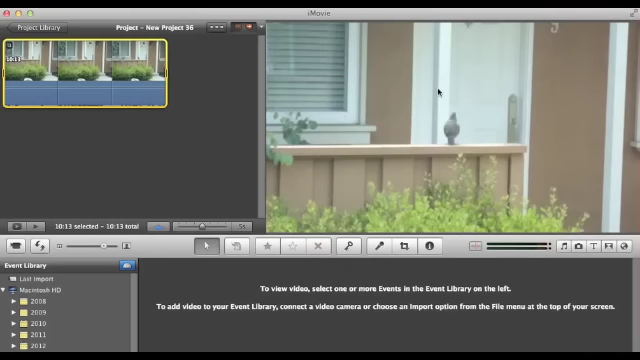 iMovie
Project Library
Project - New Project 36
10:13
5
10:13 selected - 10:13 total
5s
Event Library
Last Import
Macintosh HD
2008
2009
2010
2011
2012
To view video, select one or more Events in the Event Library on the left.
To add video to your Event Library, connect a video camera or choose an Import option from the File menu at the top of your screen.